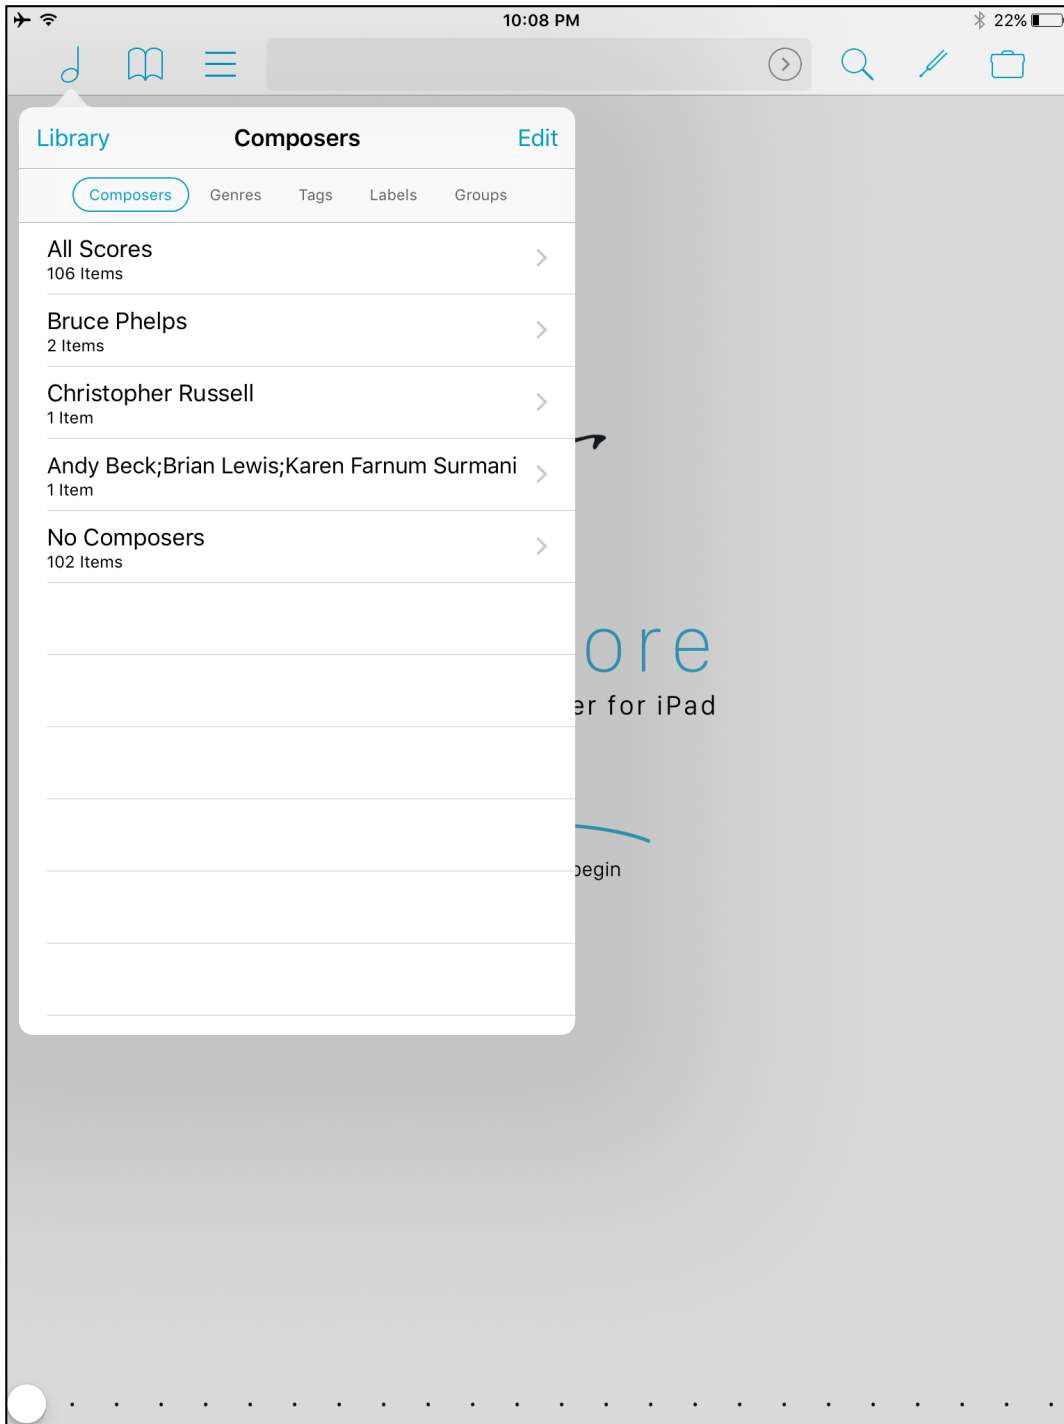 10:08 PM
22%
Library Composers Edit
Composers Genres Tags Labels Groups
All Scores
106 Items
Bruce Phelps
2 Items
Christopher Russell
1 Item
Andy Beck;Brian Lewis;Karen Farnum Surmani
1 Item
No Composers
102 Items
ore
er for iPad
begin